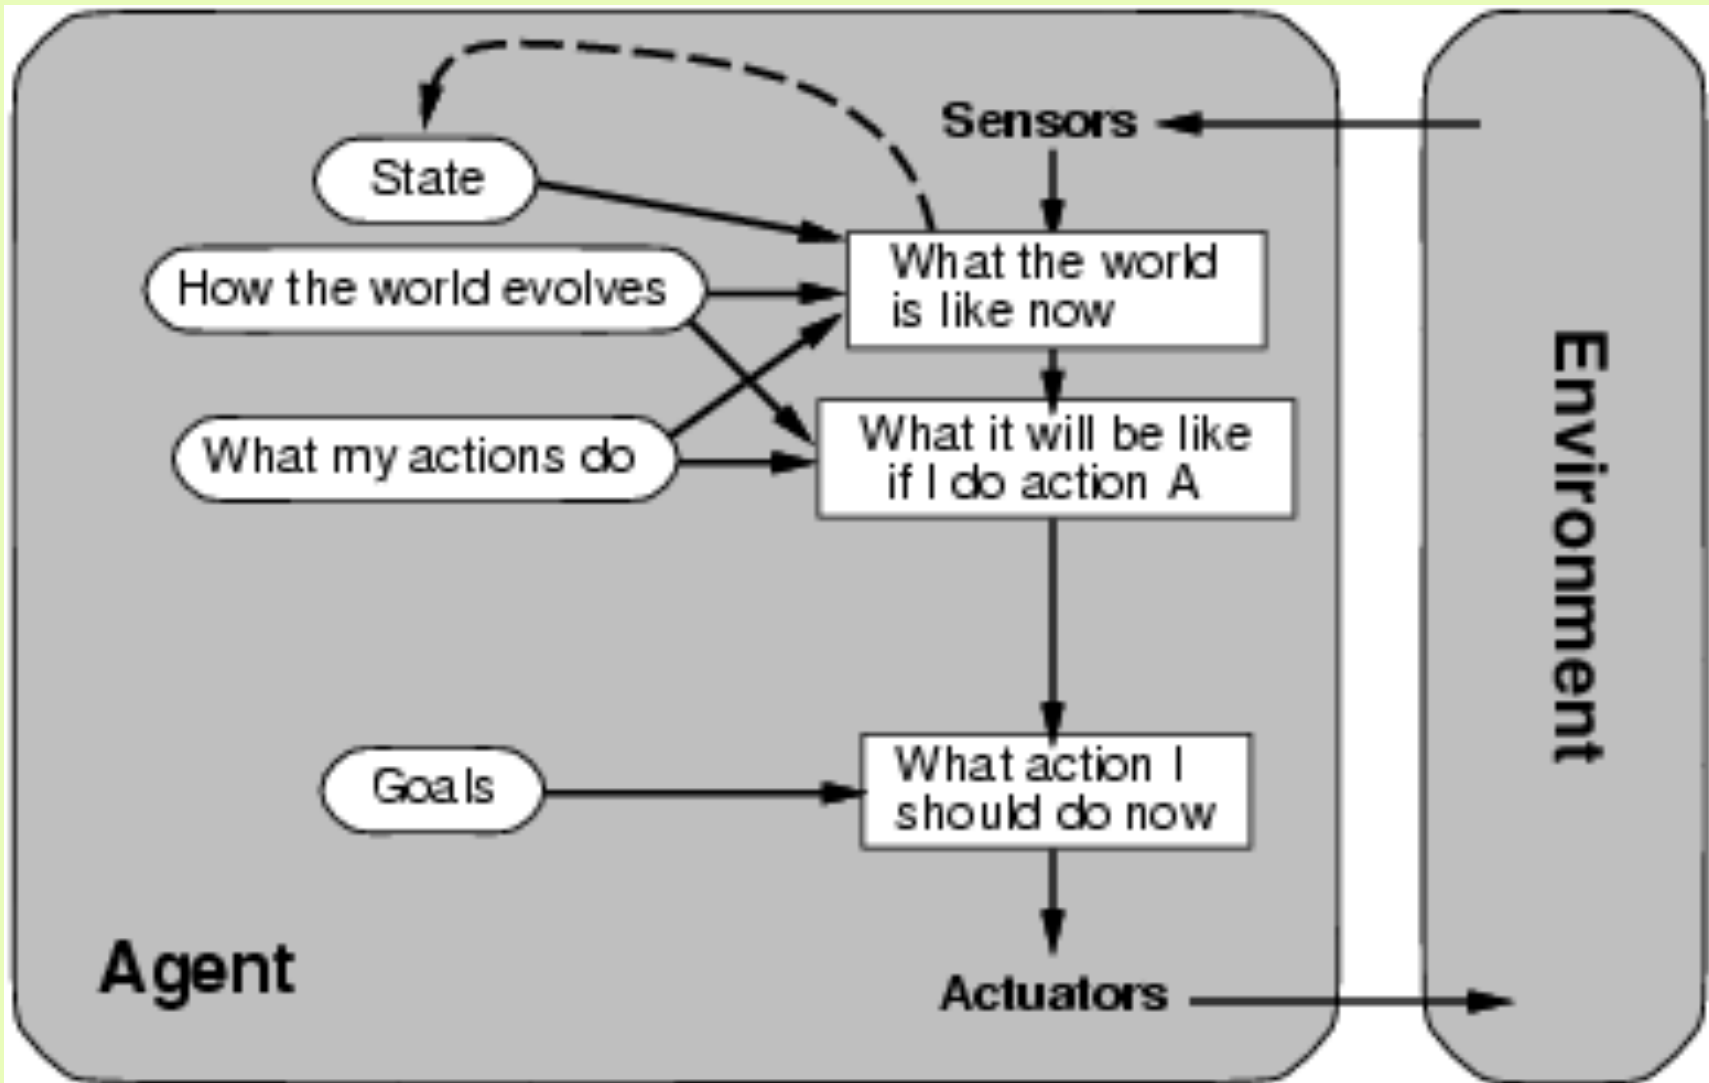 Sensors
State
What the world
is like now
How the world evolves
What it will be like
if I do action A
What my actions do
Environment
What action I
should do now
Goals
Agent
Actuators